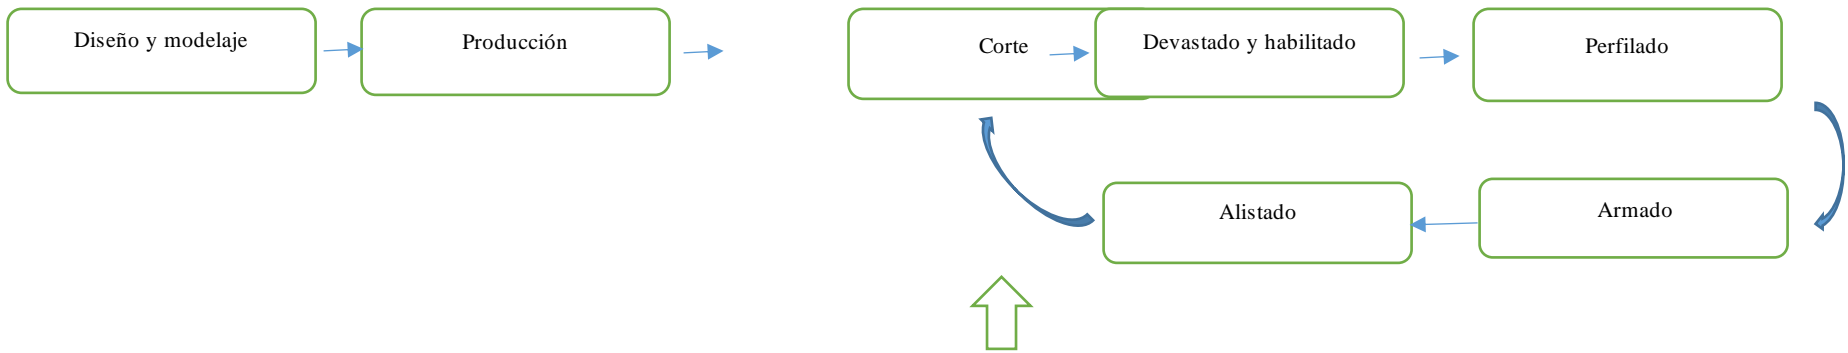 Diseño y modelaje
Producción
Corte
Devastado y habilitado
Perfilado
Alistado
Armado